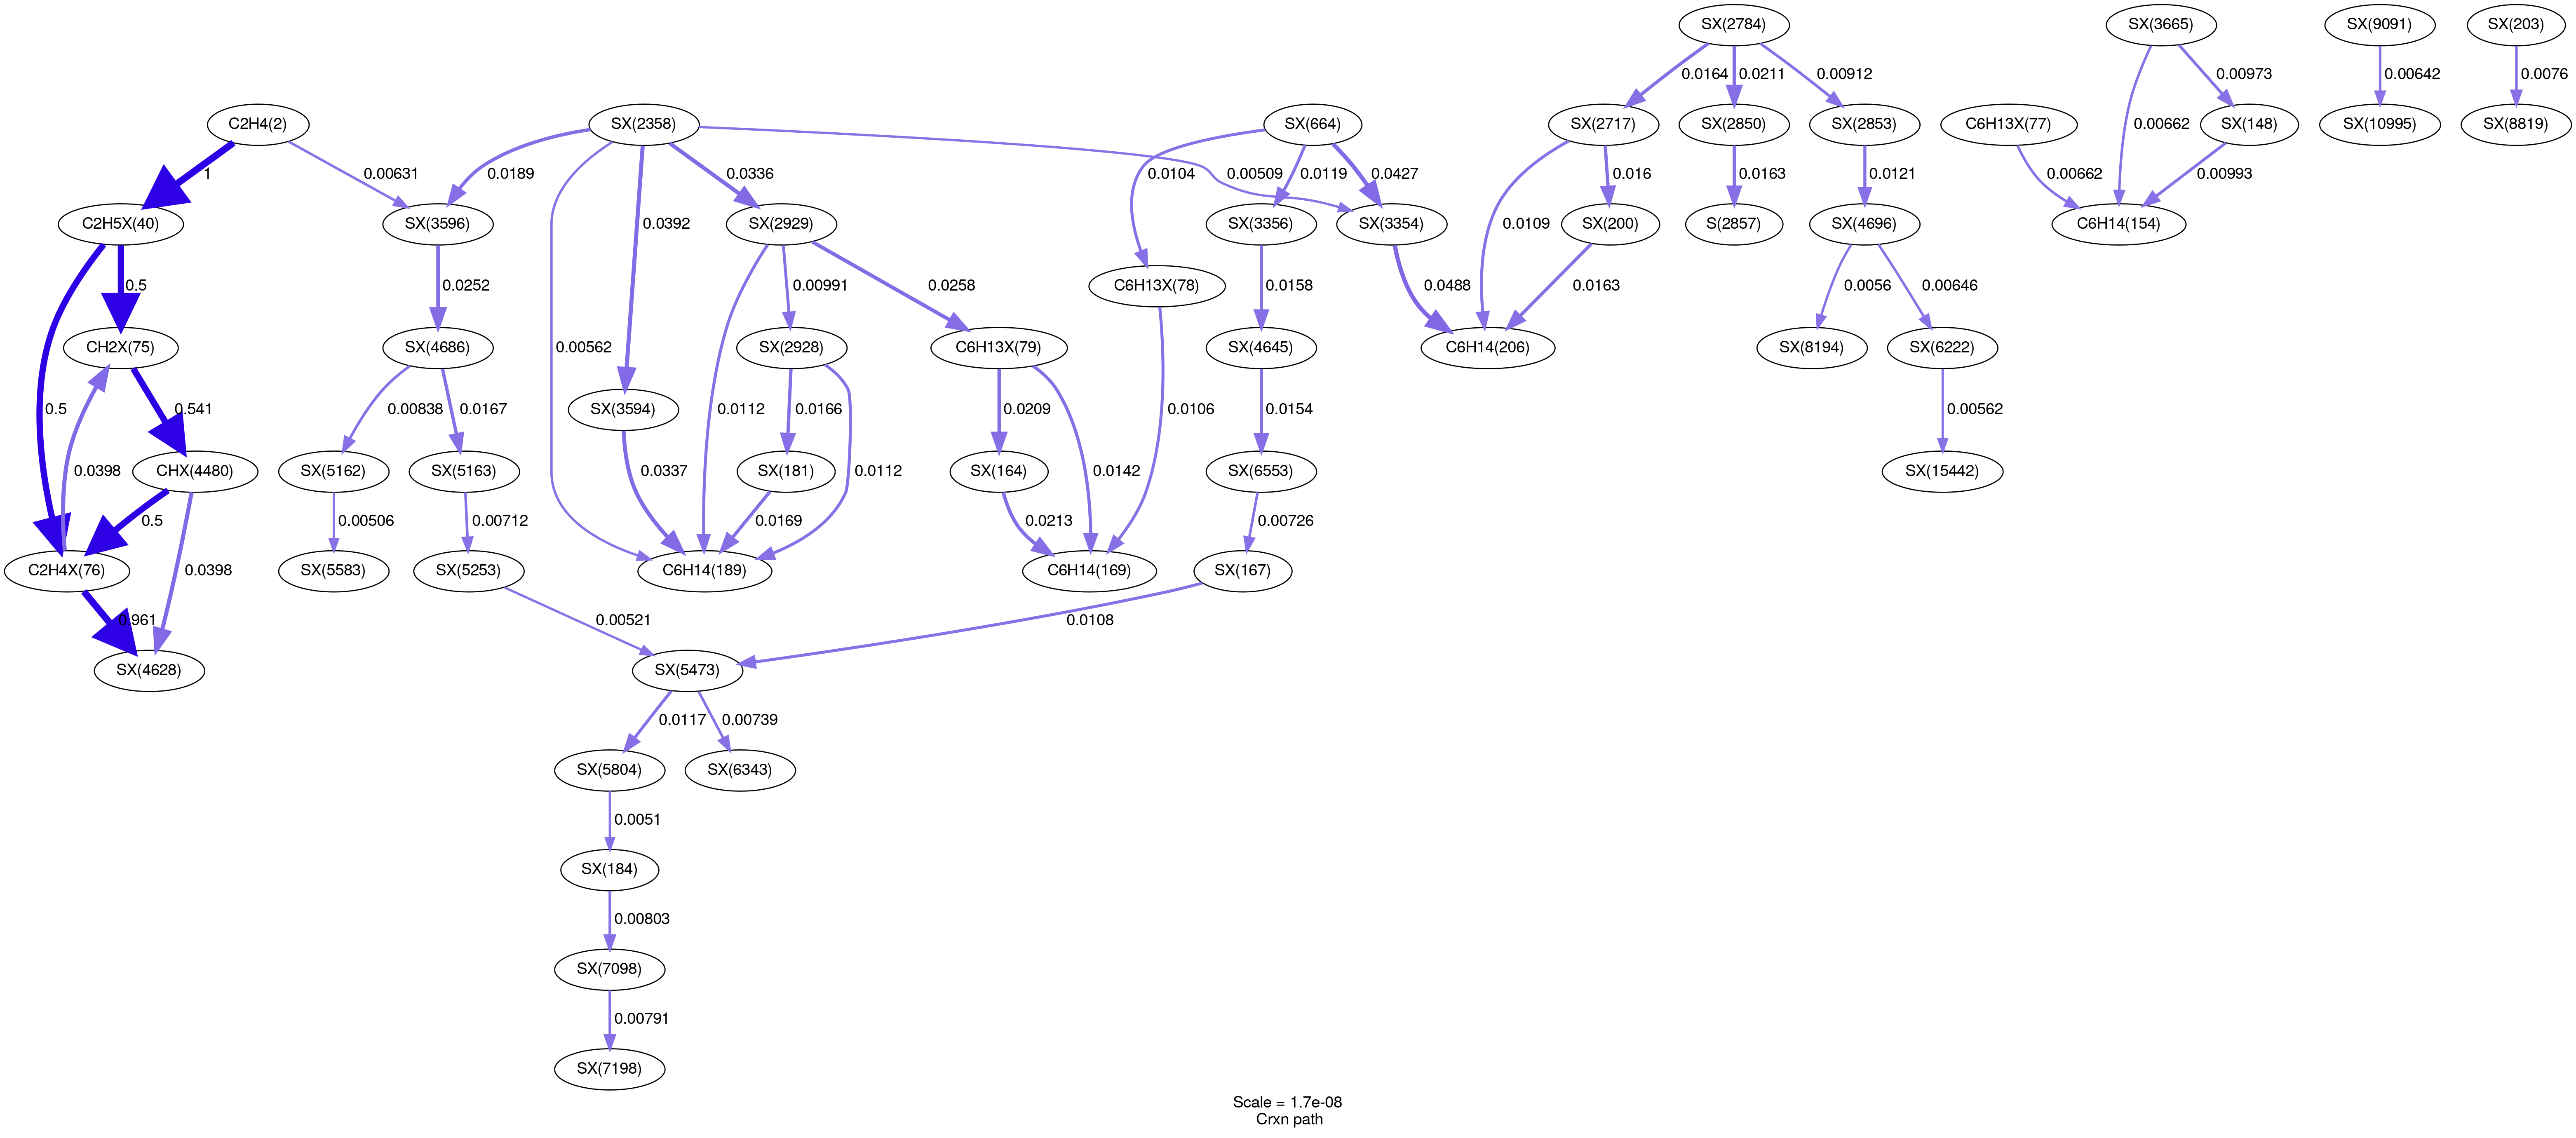 SX(2784)
SX(3665)
SX(9091)
SX(203)
0.0164
0.0211
0.00912
0.00973
0.00642
0.0076
C2H4(2)
SX(2358)
SX(664)
SX(2717)
SX(2850)
SX(2853)
C6H13X(77)
0.00662
SX(148)
SX(10995)
SX(8819)
1
0.00631
0.0189
0.0336
0.0104
0.00509
0.0119
0.0427
0.016
0.0163
0.0121
0.00662
0.00993
C2H5X(40)
SX(3596)
0.0392
SX(2929)
SX(3356)
SX(3354)
0.0109
SX(200)
S(2857)
SX(4696)
C6H14(154)
0.5
0.0252
0.00991
0.0258
C6H13X(78)
0.0158
0.0488
0.0163
0.0056
0.00646
CH2X(75)
SX(4686)
0.00562
SX(2928)
C6H13X(79)
SX(4645)
C6H14(206)
SX(8194)
SX(6222)
0.5
0.541
0.00838
0.0167
SX(3594)
0.0112
0.0166
0.0209
0.0106
0.0154
0.00562
0.0398
CHX(4480)
SX(5162)
SX(5163)
0.0337
SX(181)
0.0112
SX(164)
0.0142
SX(6553)
SX(15442)
0.5
0.00506
0.00712
0.0169
0.0213
0.00726
C2H4X(76)
0.0398
SX(5583)
SX(5253)
C6H14(189)
C6H14(169)
SX(167)
0.961
0.00521
0.0108
SX(4628)
SX(5473)
0.0117
0.00739
SX(5804)
SX(6343)
0.0051
SX(184)
0.00803
SX(7098)
0.00791
SX(7198)
Scale = 1.7e-08
Crxn path